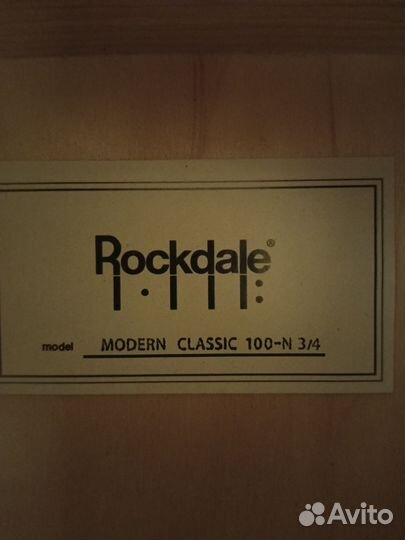 Rockdale®
model MODERN CLASSIC 100-N 3/4
Avito